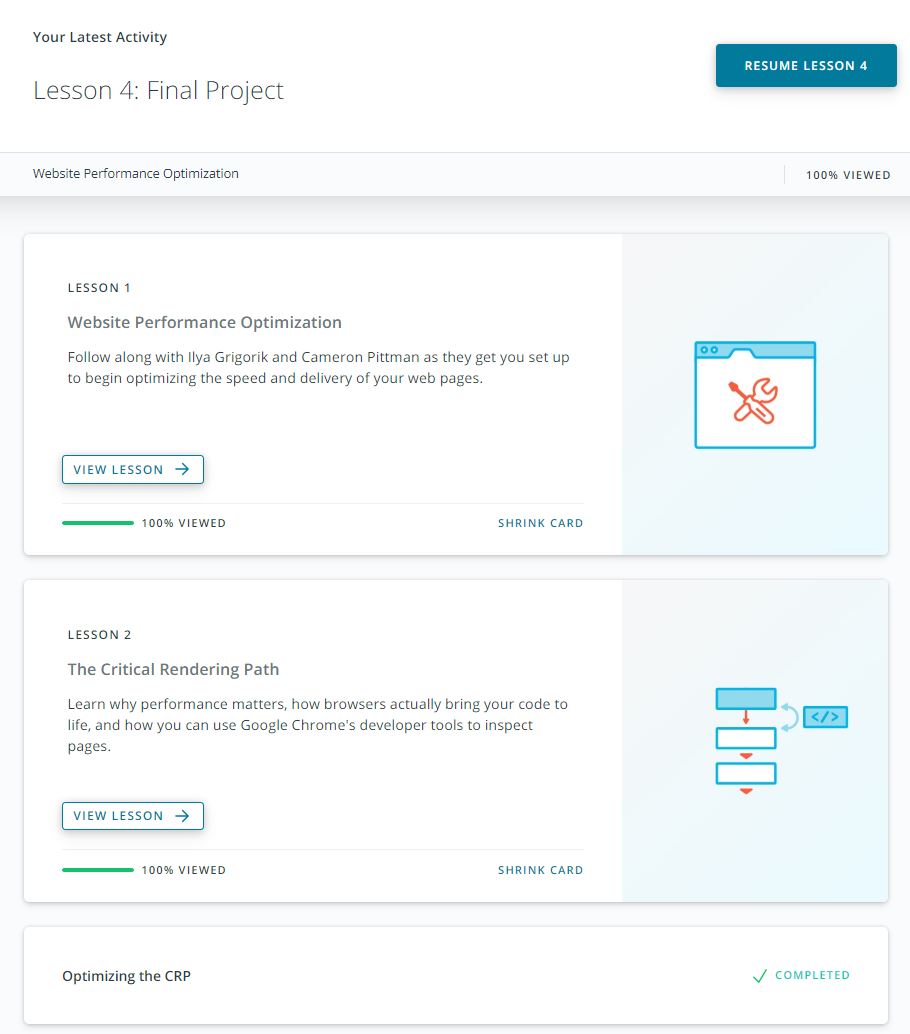 Your Latest Activity
RESUME LESSON 4
Lesson 4: Final Project
Website Performance Optimization
100% VIEWED
LESSON 1
Website Performance Optimization
Follow along with Ilya Grigorik and Cameron Pittman as they get you set up
to begin optimizing the speed and delivery of your web pages.
VIEW LESSON
100% VIEWED
SHRINK CARD
LESSON 2
The Critical Rendering Path
Learn why performance matters, how browsers actually bring your code to
life, and how you can use Google Chrome's developer tools to inspect
pages.
</>
VIEW LESSON
100% VIEWED
SHRINK CARD
Optimizing the CRP
COMPLETED